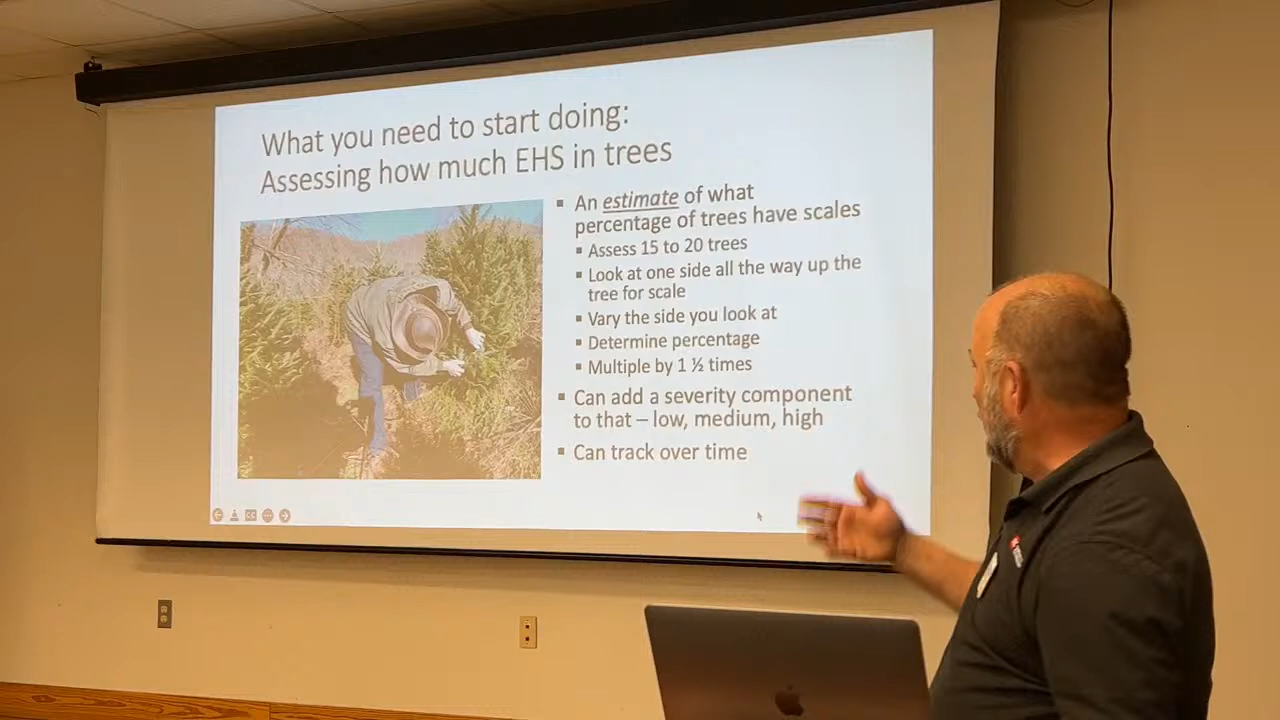 What you need to start doing:
Assessing how much EHS in trees
▪ An estimate of what
percentage of trees have scales
▪ Assess 15 to 20 trees
▪ Look at one side all the way up the
tree for scale
▪ Vary the side you look at
▪ Determine percentage
▪ Multiple by 1 ½ times
▪ Can add a severity component
to that – low, medium, high
▪ Can track over time